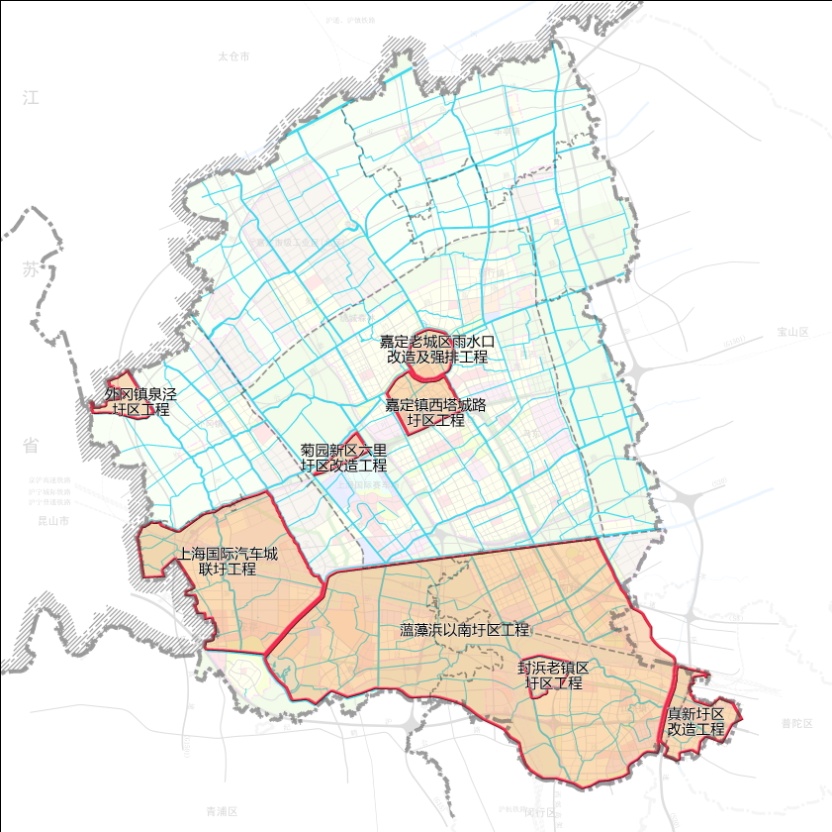 太仓市
江
苏
宝山区
嘉定老城区雨水口
改造及强排工程
外冈镇泉泾
圩区工程
嘉定镇西塔城路
圩区工程
省
菊园新区六里
圩区改造工程
昆山市
上海国际汽车城
联圩工程
蕰藻浜以南圩区工程
封浜老镇区
圩区工程
真新圩区
改造工程
普陀区
青浦区
闵行区